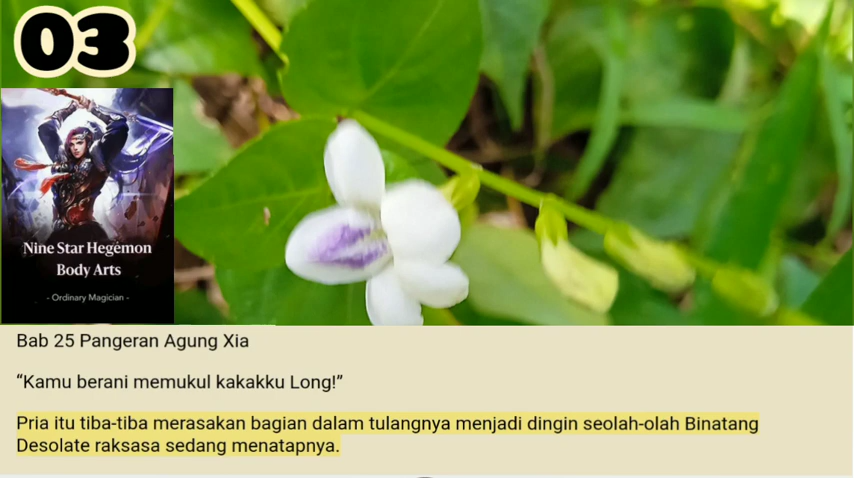 03
Nine Star Hegemon
Body Arts
- Ordinary Magician -
Bab 25 Pangeran Agung Xia
“Kamu berani memukul kakakku Long!”
Pria itu tiba-tiba merasakan bagian dalam tulangnya menjadi dingin seolah-olah Binatang
Desolate raksasa sedang menatapnya.